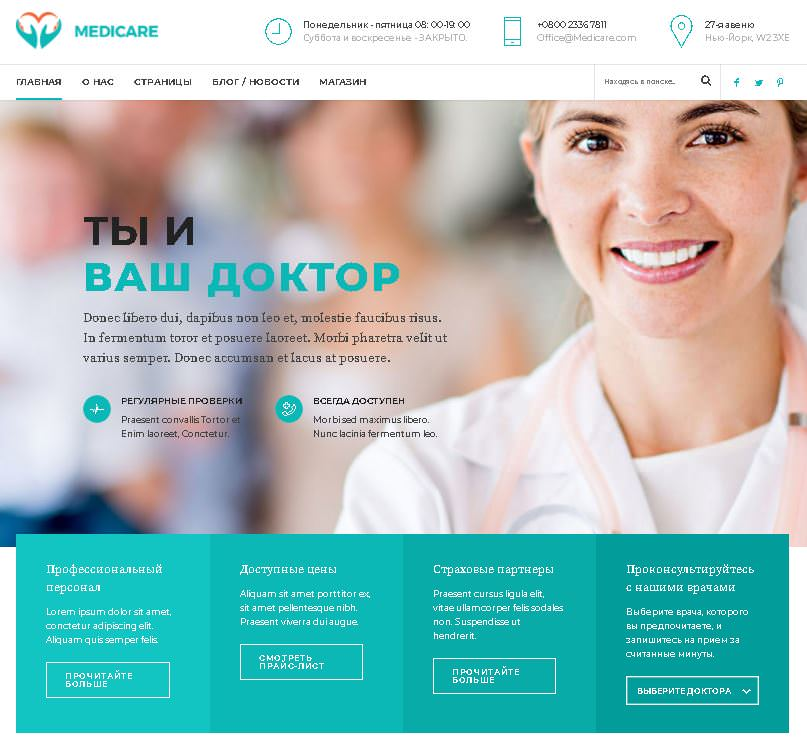 MEDICARE
Понедельник - пятница 08: 00-19: 00
Суббота и воскресенье - ЗАКРЫТО.
+0800 2336 7811
Office@Medicare.com
27-я авеню
Нью-Йорк, W2 3XE
ГЛАВНАЯ О НАС СТРАНИЦЫ БЛОГ / НОВОСТИ МАГАЗИН
Находясь в поиске...
ТЫ И
ВАШ ДОКТОР
Donec libero dui, dapibus non leo et, molestie faucibus risus.
In fermentum toror et posuere laoreet. Morbi pharetra velit ut
varius semper. Donec accumsan et lacus at posuere.
РЕГУЛЯРНЫЕ ПРОВЕРКИ
Praesent convallis Tortor et
Enim laoreet, Conctetur.
ВСЕГДА ДОСТУПЕН
Morbi sed maximus libero.
Nunc lacinia fermentum leo.
Профессиональный
персонал
Lorem ipsum dolor sit amet,
conctetur adipiscing elit.
Aliquam quis semper felis.
ПРОЧИТАЙТЕ
БОЛЬШЕ
Доступные цены
Aliquam sit amet porttitor ex,
sit amet pellentesque nibh.
Praesent viverra dui augue.
СМОТРЕТЬ
ПРАЙС-ЛИСТ
Страховые партнеры
Praesent cursus ligula elit,
vitae ullamcorper felis sodales
non. Suspendisse ut
hendrerit.
ПРОЧИТАЙТЕ
БОЛЬШЕ
Проконсультируйтесь
с нашими врачами
Выберите врача, которого
вы предпочитаете, и
запишитесь на прием за
считанные минуты.
ВЫБЕРИТЕ ДОКТОРА